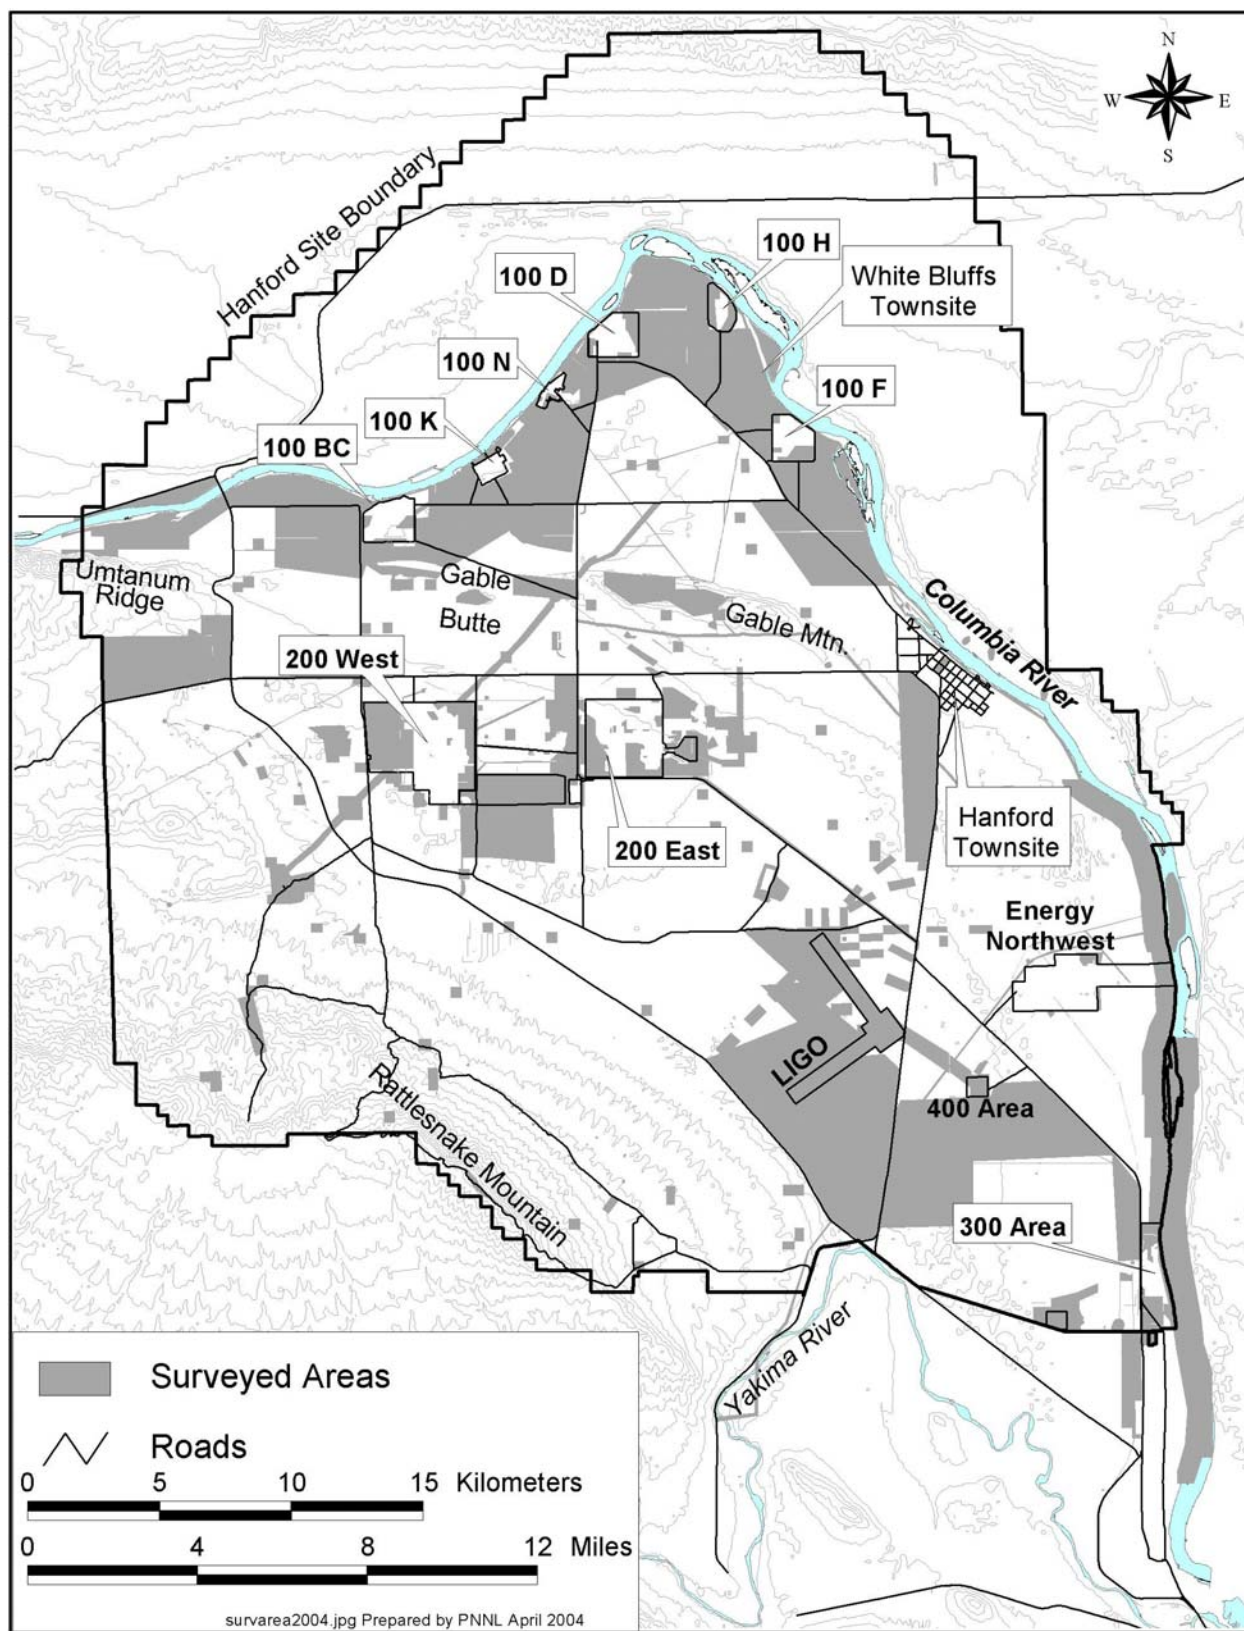 N
W
E
S
Hanford Site Boundary
100 H
100 D
White Bluffs
Townsite
100 N
100 F
100 K
100 BC
Umtanum
Ridge
Gable
Butte
Gable Mtn.
Columbia River
200 West
Hanford
Townsite
200 East
Energy
Northwest
LIGO
400 Area
Rattlesnake Mountain
300 Area
Yakima River
Surveyed Areas
Roads
0 5 10 15 Kilometers
0 4 8 12 Miles
survarea2004.jpg Prepared by PNNL April 2004